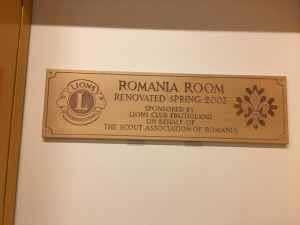 LIONS
L
INTERNATIONAL
ROMANIA ROOM
RENOVATED SPRING 2003
SPONSORED BY
LIONS CLUB FRUTIGLAND
ON BEHALF OF
THE SCOUT ASSOCIATION OF ROMANIA